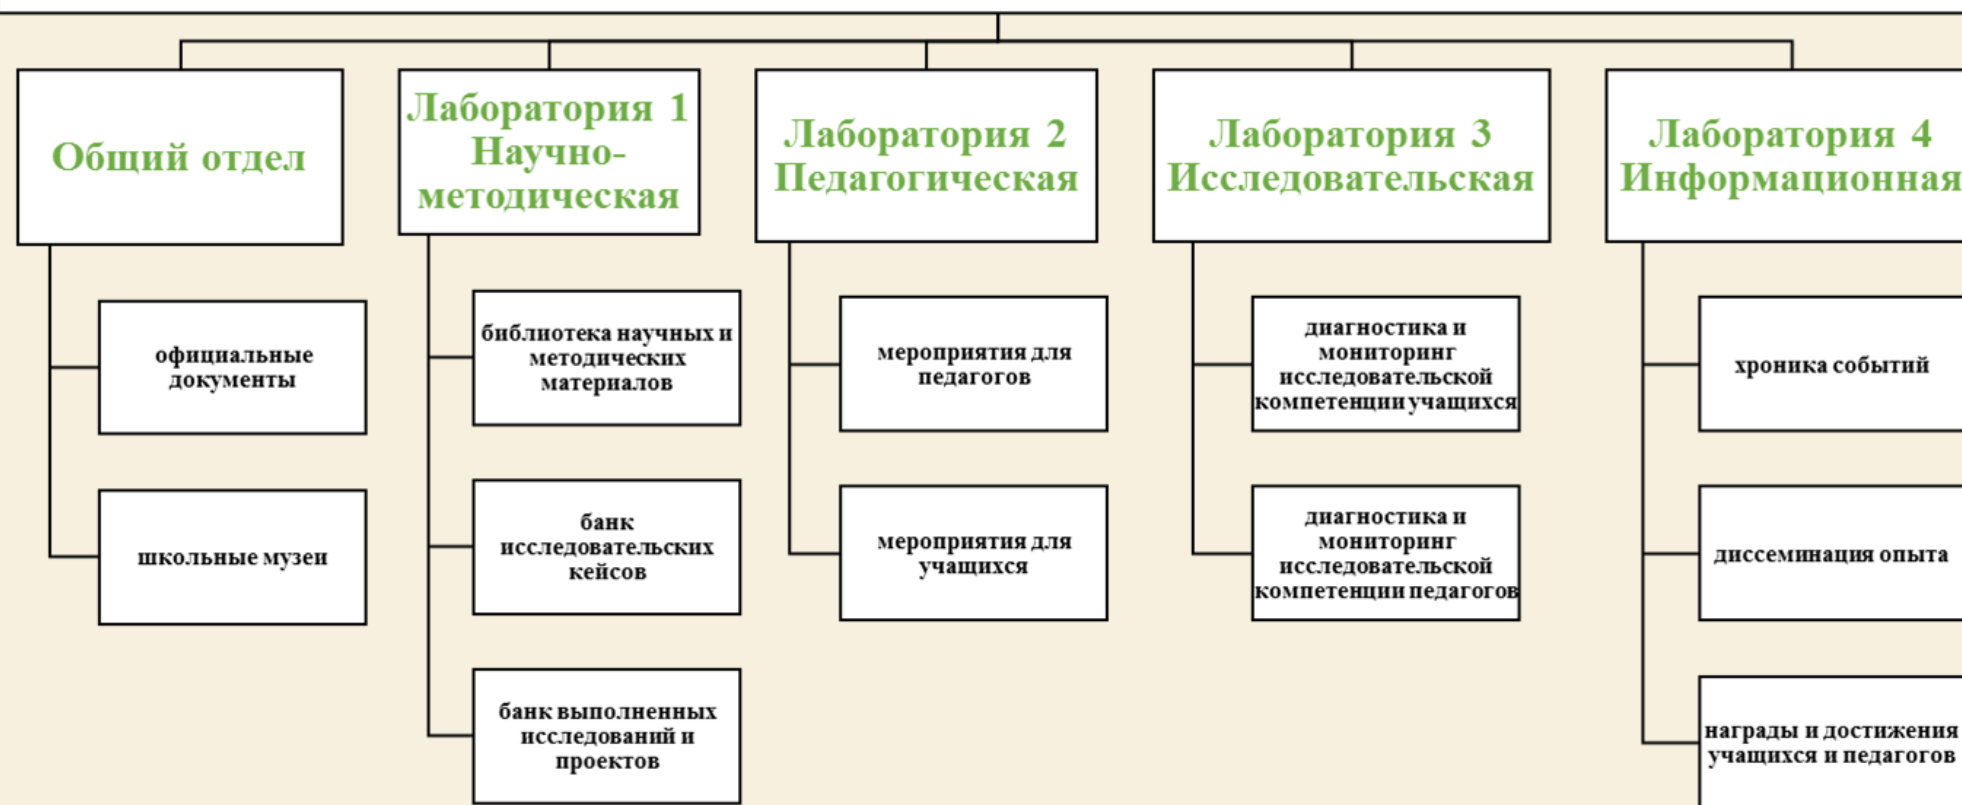 Общий отдел
официальные
документы
школьные музеи
Лаборатория 1
Научно-
методическая
библиотека научных и
методических
материалов
банк
исследовательских
кейсов
банк выполненных
исследований и
проектов
Лаборатория 2
Педагогическая
мероприятия для
педагогов
мероприятия для
учащихся
Лаборатория 3
Исследовательская
диагностика и
мониторинг
исследовательской
компетенции учащихся
диагностика и
мониторинг
исследовательской
компетенции педагогов
Лаборатория 4
Информационная
хроника событий
диссеминация опыта
награды и достижения
учащихся и педагогов